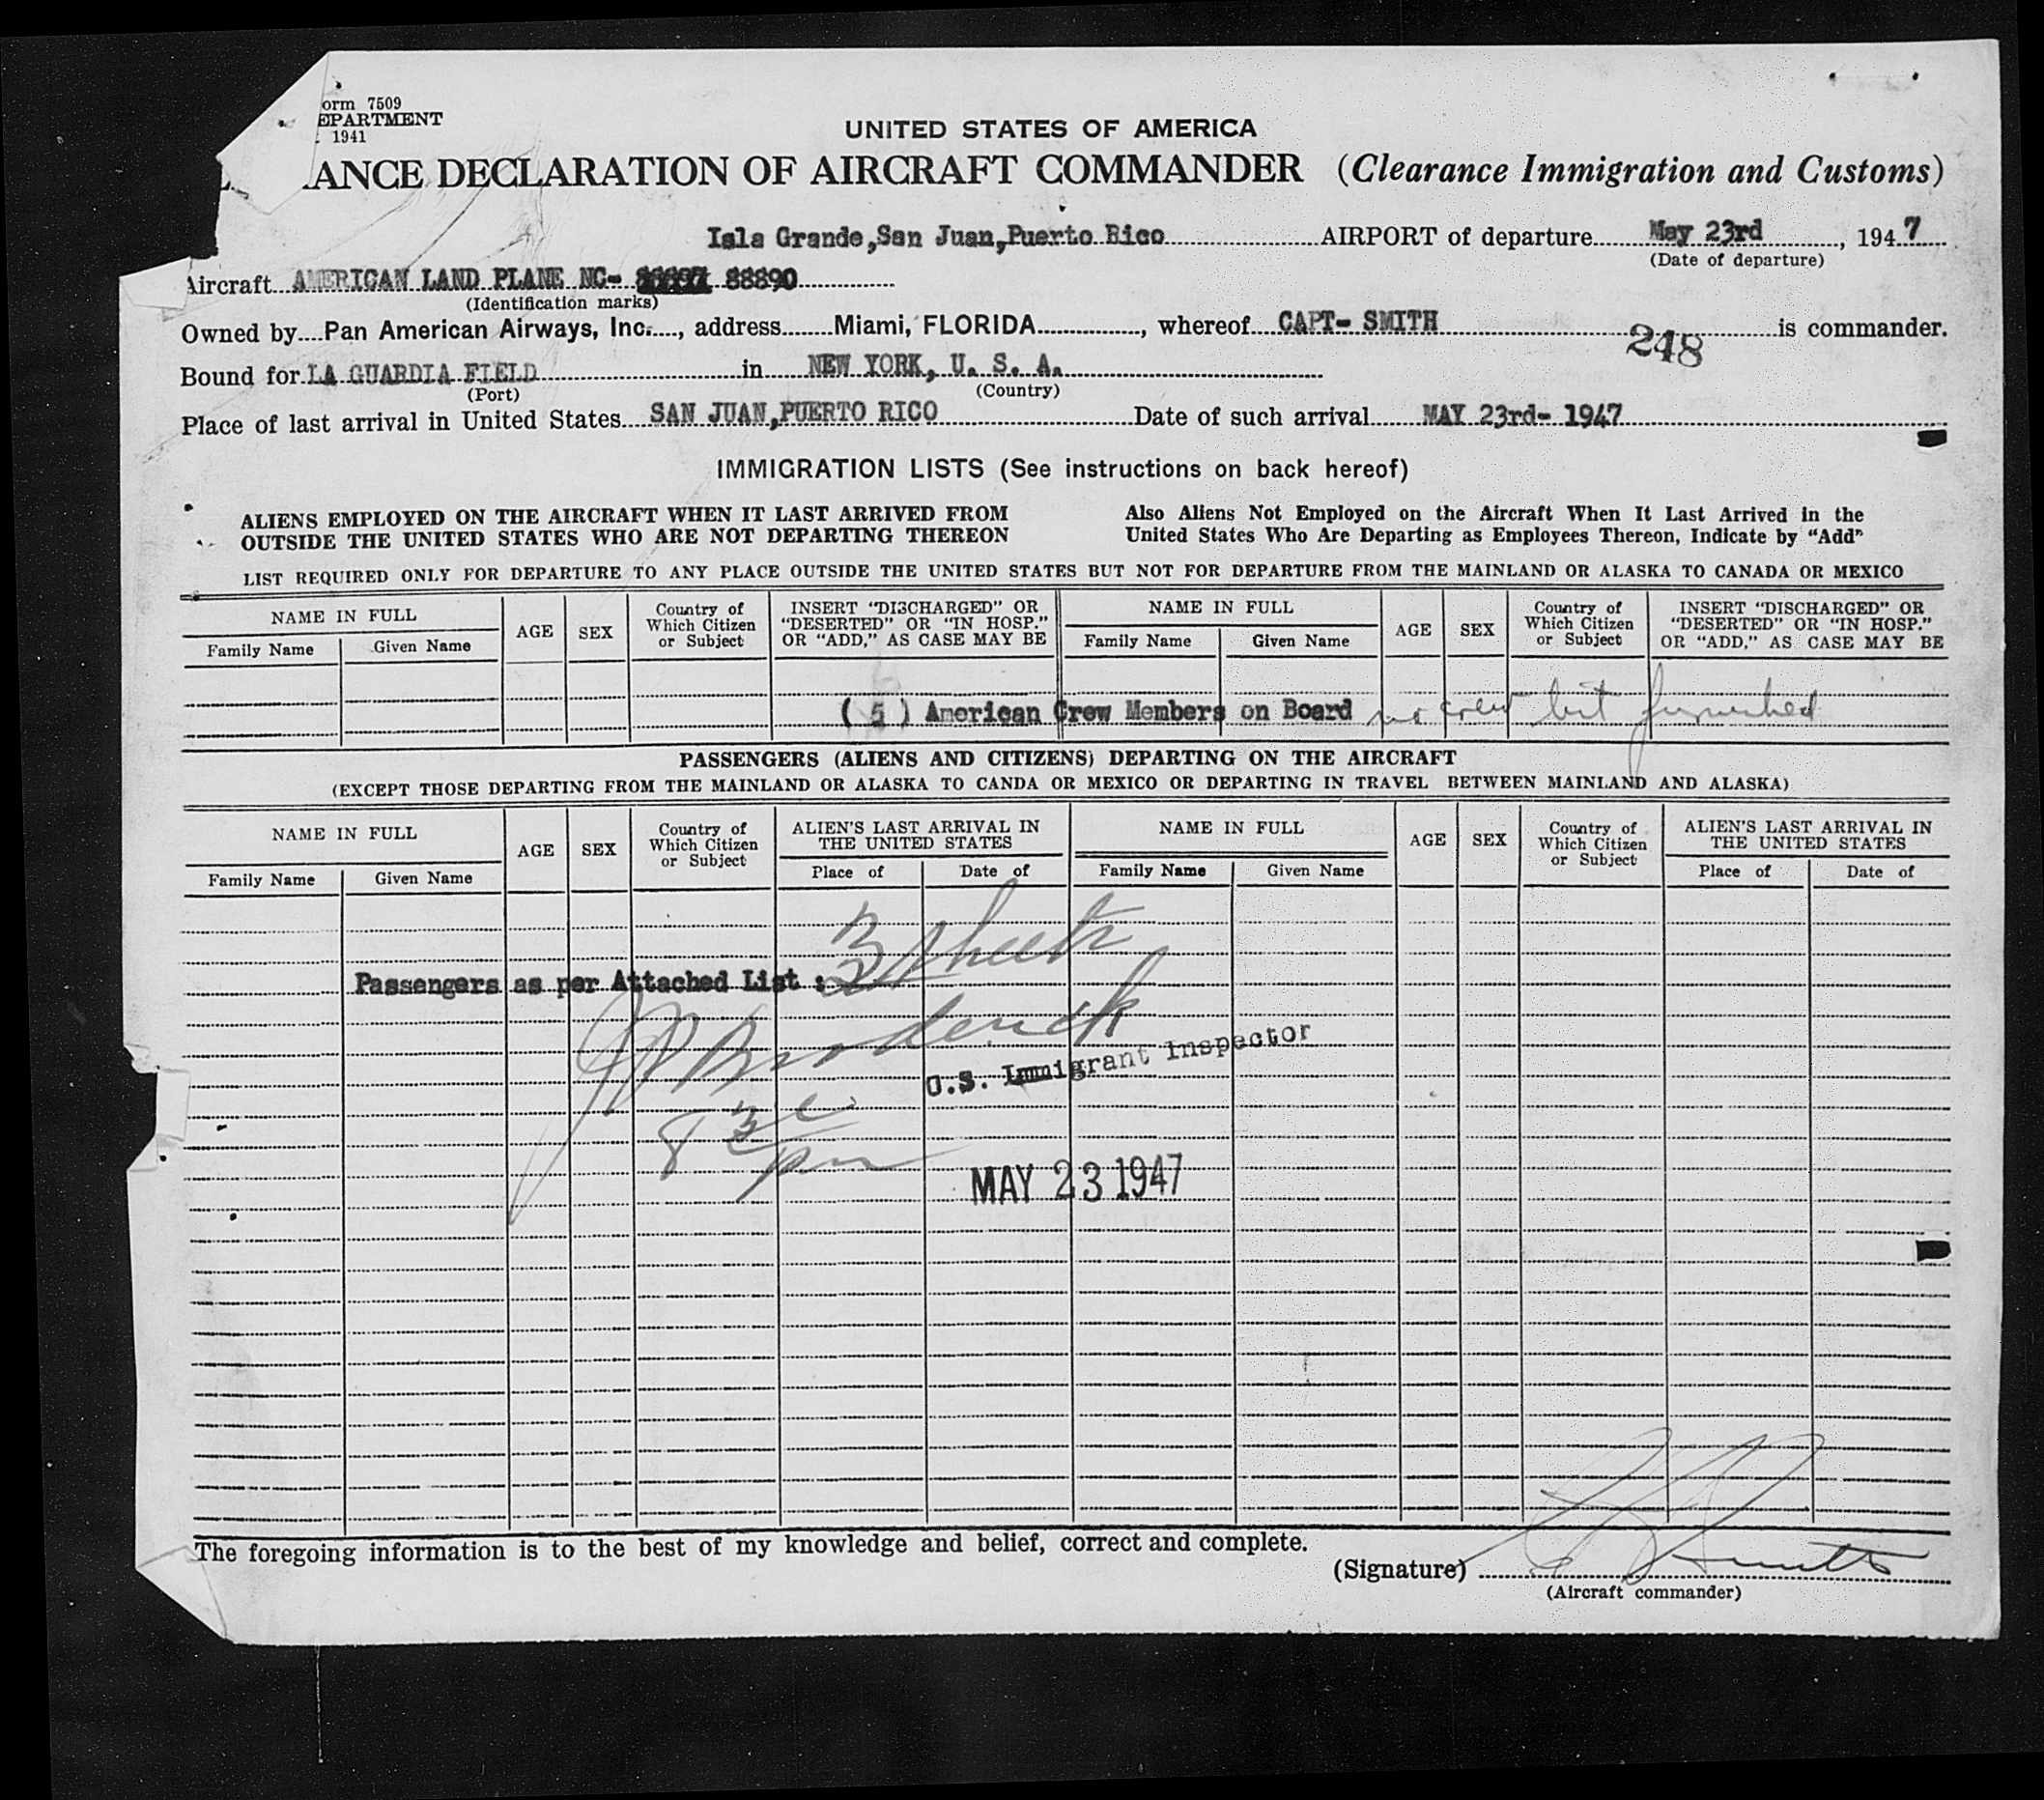 orm 7509
EPARTMENT
1941
UNITED STATES OF AMERICA
ANCE DECLARATION OF AIRCRAFT COMMANDER (Clearance Immigration and Customs)
Isla Grande, San Juan, Puerto Rico AIRPORT of departure May 23rd, 1947
(Date of departure)
Aircraft AMERICAN LAND PLANE NC- 88890
(Identification marks)
Owned by Pan American Airways, Inc., address Miami, FLORIDA, whereof CAPT- SMITH is commander.
248
Bound for LA GUARDIA FIELD in NEW YORK, U. S. A.
(Port) (Country)
Place of last arrival in United States SAN JUAN, PUERTO RICO Date of such arrival MAY 23rd- 1947
IMMIGRATION LISTS (See instructions on back hereof)
ALIENS EMPLOYED ON THE AIRCRAFT WHEN IT LAST ARRIVED FROM
OUTSIDE THE UNITED STATES WHO ARE NOT DEPARTING THEREON
Also Aliens Not Employed on the Aircraft When It Last Arrived in the
United States Who Are Departing as Employees Thereon, Indicate by "Add"
LIST REQUIRED ONLY FOR DEPARTURE TO ANY PLACE OUTSIDE THE UNITED STATES BUT NOT FOR DEPARTURE FROM THE MAINLAND OR ALASKA TO CANADA OR MEXICO
NAME IN FULL
Family Name Given Name
AGE
SEX
Country of
Which Citizen
or Subject
INSERT "DISCHARGED" OR
"DESERTED" OR "IN HOSP."
OR "ADD," AS CASE MAY BE
NAME IN FULL
Family Name Given Name
AGE
SEX
Country of
Which Citizen
or Subject
INSERT "DISCHARGED" OR
"DESERTED" OR "IN HOSP."
OR "ADD," AS CASE MAY BE
( 5 ) American Crew Members on Board no crew list furnished
PASSENGERS (ALIENS AND CITIZENS) DEPARTING ON THE AIRCRAFT
(EXCEPT THOSE DEPARTING FROM THE MAINLAND OR ALASKA TO CANDA OR MEXICO OR DEPARTING IN TRAVEL BETWEEN MAINLAND AND ALASKA)
NAME IN FULL
Family Name Given Name
AGE
SEX
Country of
Which Citizen
or Subject
ALIEN'S LAST ARRIVAL IN
THE UNITED STATES
Place of Date of
NAME IN FULL
Family Name Given Name
AGE
SEX
Country of
Which Citizen
or Subject
ALIEN'S LAST ARRIVAL IN
THE UNITED STATES
Place of Date of
Passengers as per Attached List : 3 sheets
Broderick
U.S. Immigrant Inspector
8 pm
MAY 23 1947
The foregoing information is to the best of my knowledge and belief, correct and complete.
(Signature) Smith
(Aircraft commander)